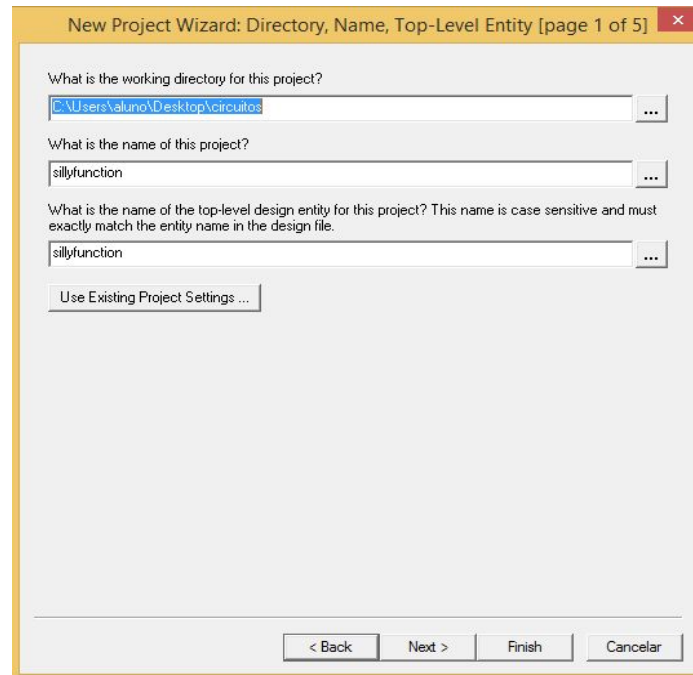 New Project Wizard: Directory, Name, Top-Level Entity [page 1 of 5]
What is the working directory for this project?
C:\Users\aluno\Desktop\circuitos
...
What is the name of this project?
sillyfunction
...
What is the name of the top-level design entity for this project? This name is case sensitive and must
exactly match the entity name in the design file.
sillyfunction
...
Use Existing Project Settings ...
< Back Next > Finish Cancelar